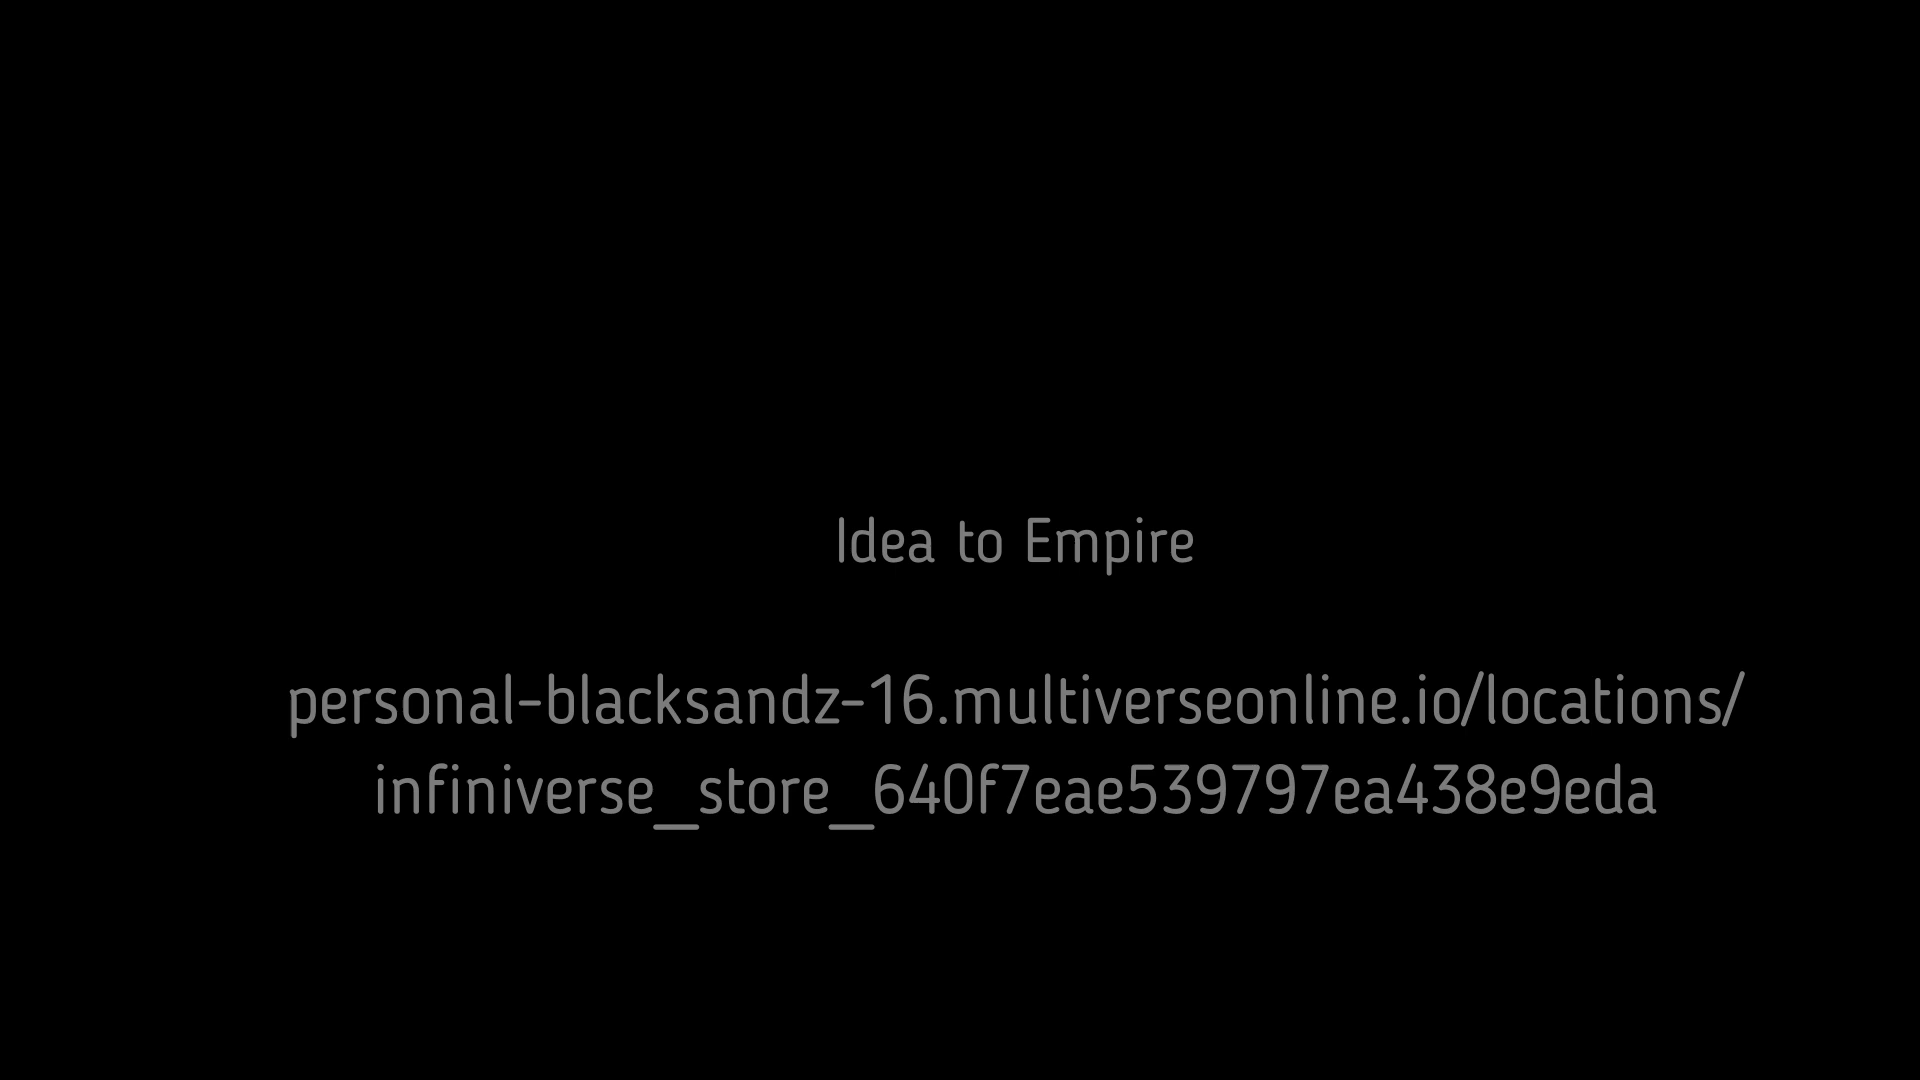 Idea to Empire
personal-blacksandz-16.multiverseonline.io/locations/
infiniverse_store_640f7eae539797ea438e9eda